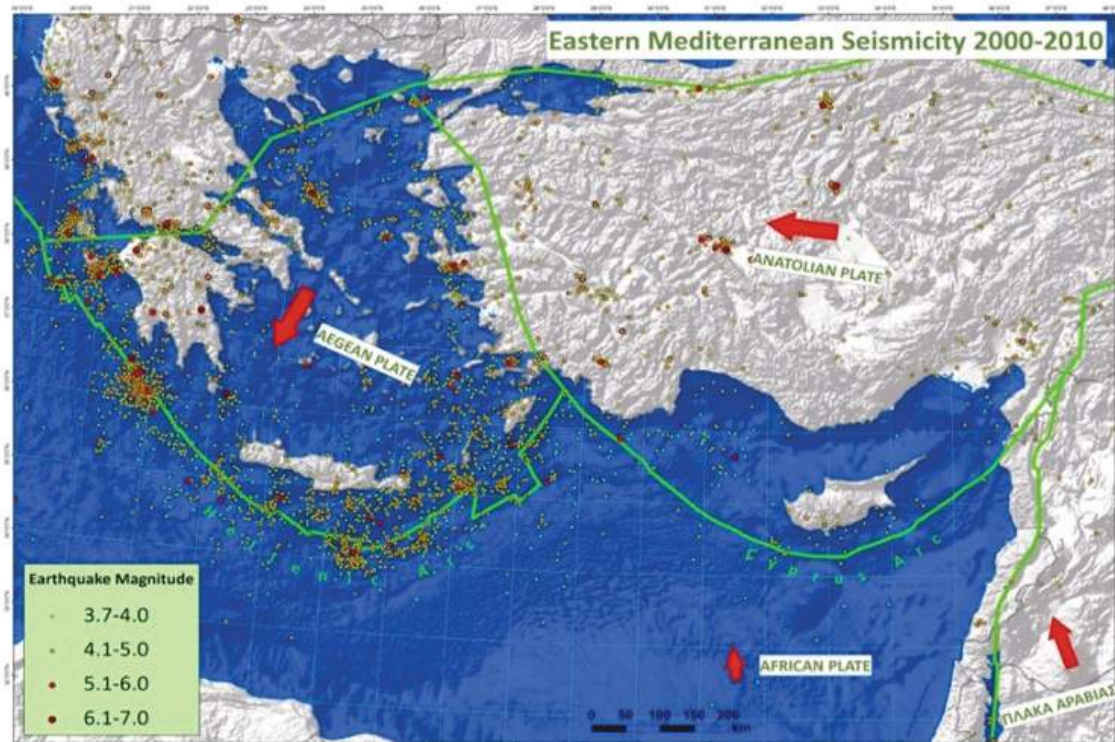 Eastern Mediterranean Seismicity 2000-2010
ANATOLIAN PLATE
AEGEAN PLATE
Hellenic Arc
Cyprus Arc
AFRICAN PLATE
ΠΛΑΚΑ ΑΡΑΒΙΑΣ
Earthquake Magnitude
3.7-4.0
4.1-5.0
5.1-6.0
6.1-7.0
0 50 100 150 200
Km